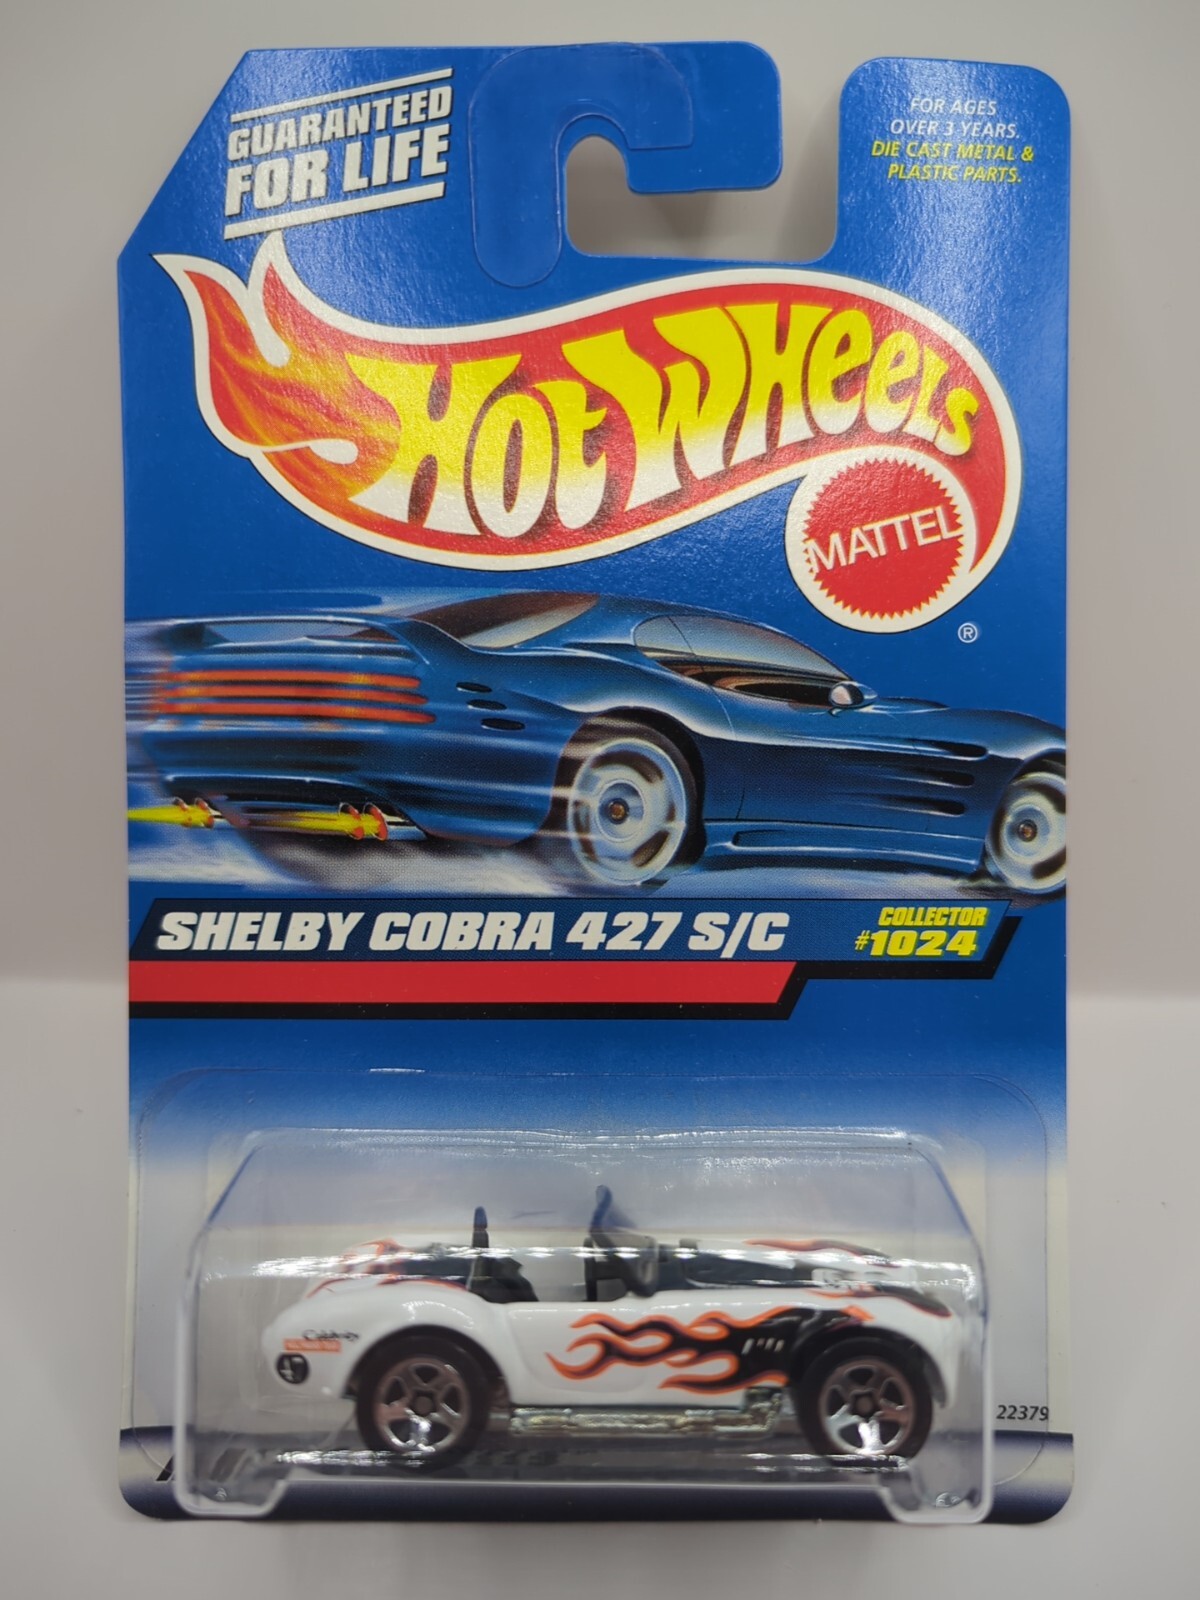 GUARANTEED
FOR LIFE
FOR AGES
OVER 3 YEARS.
DIE CAST METAL &
PLASTIC PARTS.
HOT WHEELS
MATTEL
®
SHELBY COBRA 427 S/C
COLLECTOR
#1024
47
22379